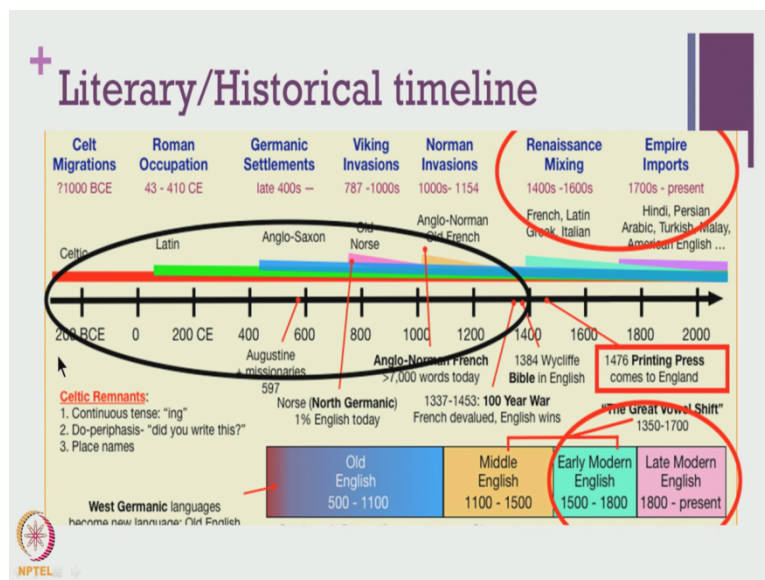 +
Literary/Historical timeline
Celt Migrations
?1000 BCE
Roman Occupation
43 - 410 CE
Germanic Settlements
late 400s –
Viking Invasions
787 -1000s
Norman Invasions
1000s- 1154
Renaissance Mixing
1400s -1600s
Empire Imports
1700s - present
Celtic
Latin
Anglo-Saxon
Old
Norse
Anglo-Norman
Old French
French, Latin
Greek, Italian
Hindi, Persian
Arabic, Turkish, Malay,
American English ...
200 BCE 0 200 CE 400 600 800 1000 1200 1400 1600 1800 2000
Augustine
+ missionaries
597
Norse (North Germanic)
1% English today
Anglo-Norman French
>7,000 words today
1337-1453: 100 Year War
French devalued, English wins
1384 Wycliffe
Bible in English
1476 Printing Press
comes to England
"The Great Vowel Shift"
1350-1700
Celtic Remnants:
1. Continuous tense: "ing"
2. Do-periphasis- "did you write this?"
3. Place names
Old
English
500 - 1100
Middle
English
1100 - 1500
Early Modern
English
1500 - 1800
Late Modern
English
1800 - present
West Germanic languages
become new language: Old English
NPTEL